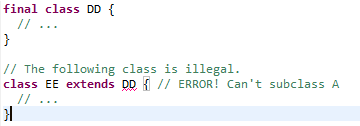 final class DD {
// ...
}
// The following class is illegal.
class EE extends DD { // ERROR! Can't subclass A
// ...
}